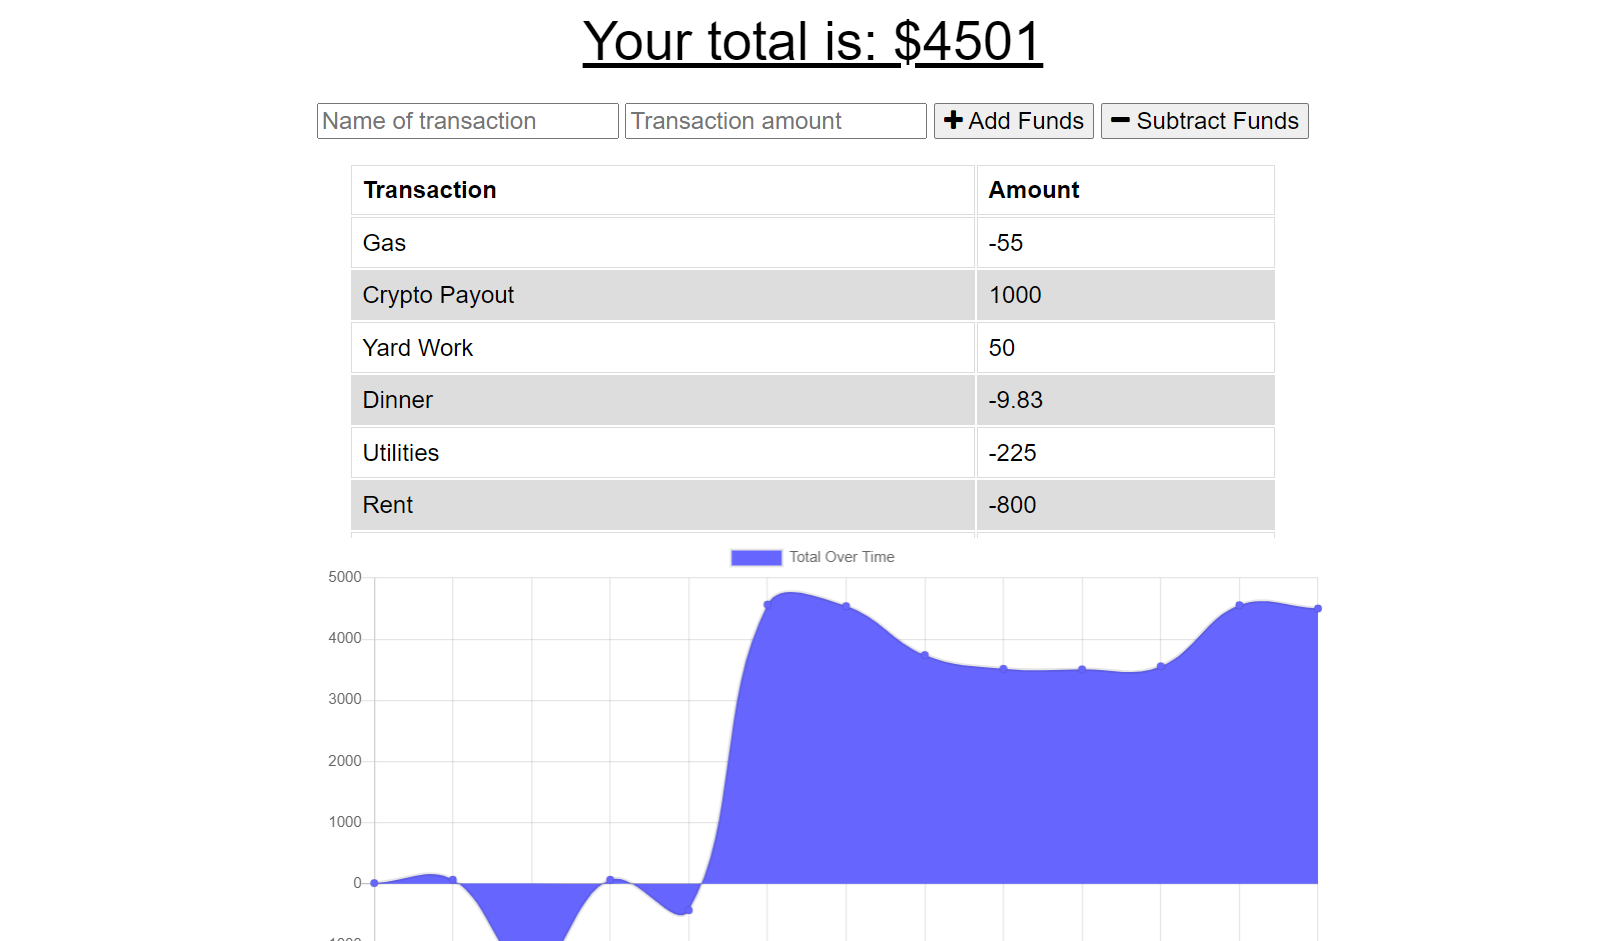 Your total is: $4501
Name of transaction Transaction amount Add Funds Subtract Funds
Transaction Amount
Gas -55
Crypto Payout 1000
Yard Work 50
Dinner -9.83
Utilities -225
Rent -800
Total Over Time
5000
4000
3000
2000
1000
0